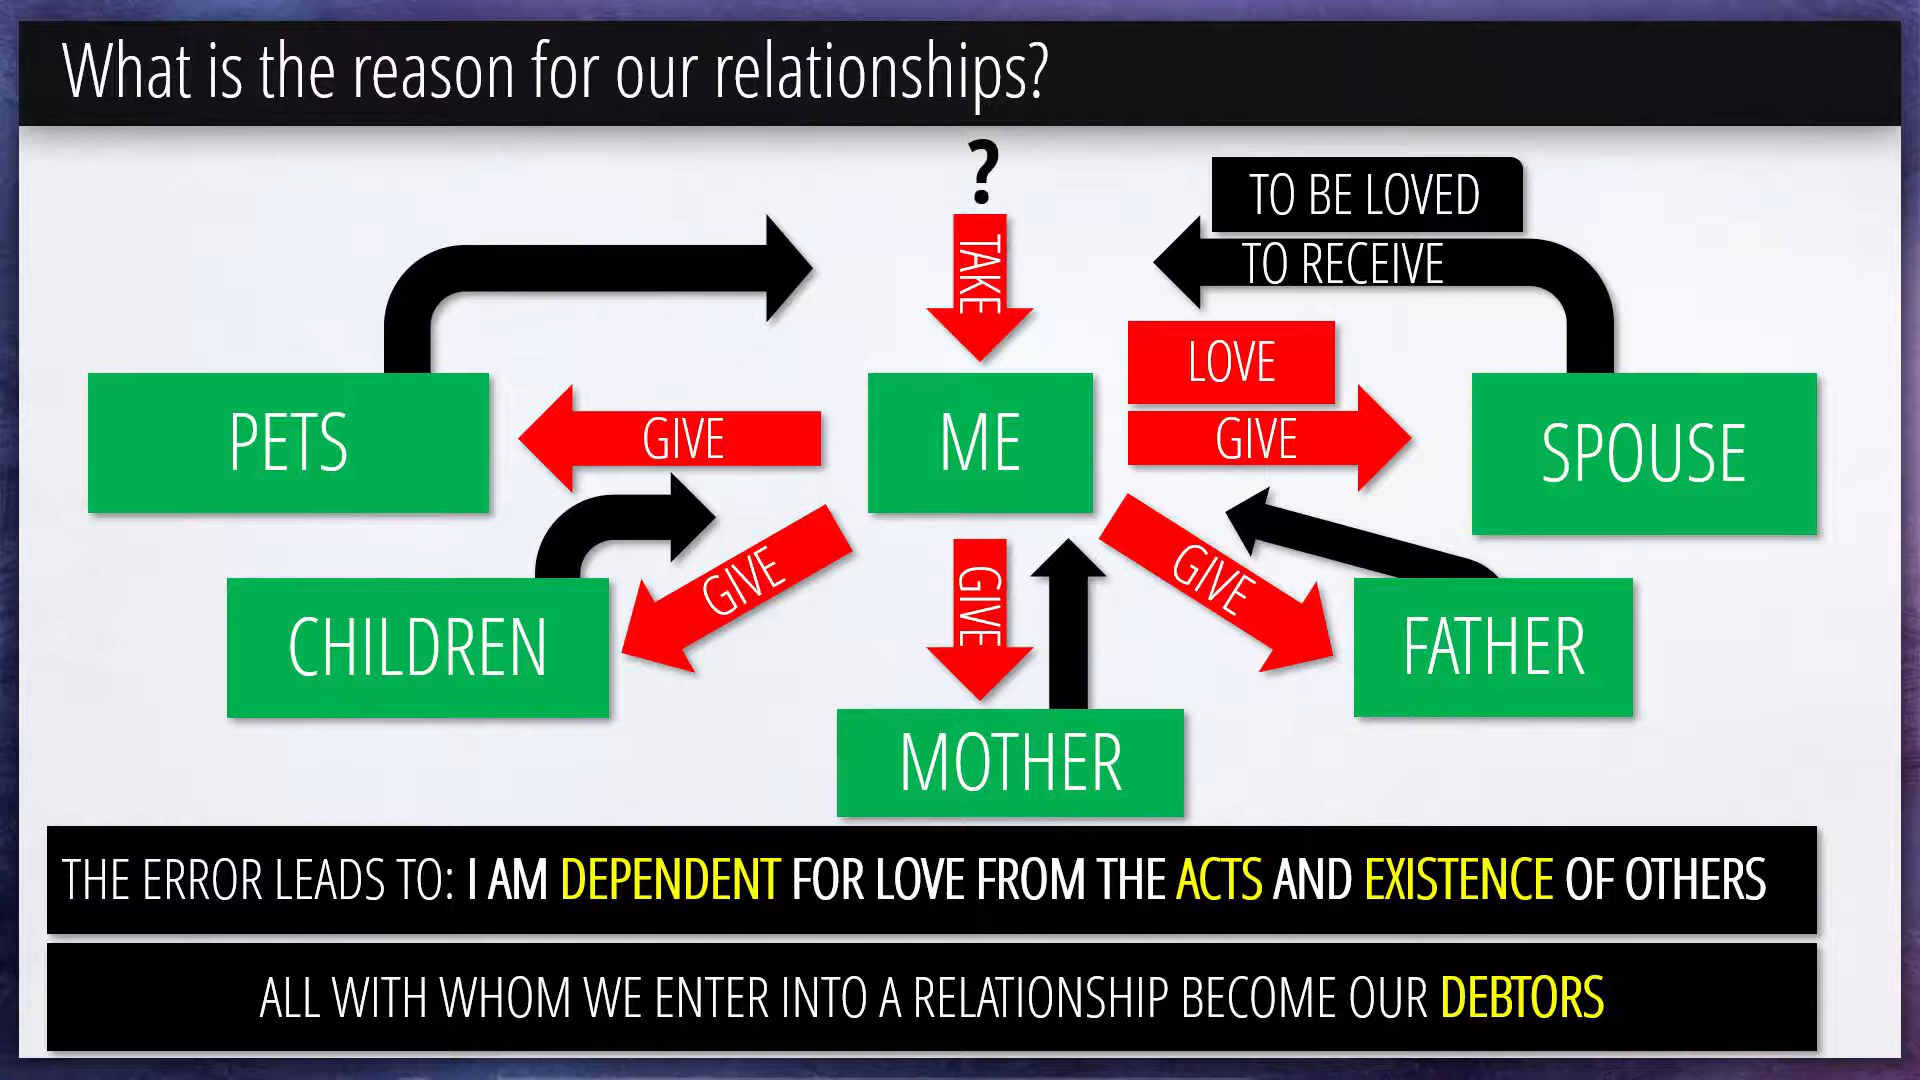 What is the reason for our relationships?
?
TO BE LOVED
TAKE
TO RECEIVE
LOVE
PETS
GIVE
ME
GIVE
SPOUSE
GIVE
GIVE
GIVE
CHILDREN
FATHER
MOTHER
THE ERROR LEADS TO: I AM DEPENDENT FOR LOVE FROM THE ACTS AND EXISTENCE OF OTHERS
ALL WITH WHOM WE ENTER INTO A RELATIONSHIP BECOME OUR DEBTORS